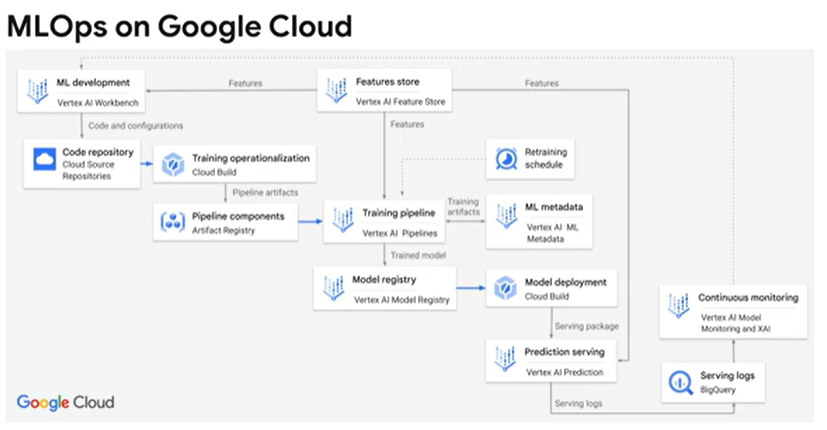 MLOps on Google Cloud
ML development
Vertex AI Workbench
Features
Features store
Vertex AI Feature Store
Features
Code and configurations
Features
Code repository
Cloud Source
Repositories
Training operationalization
Cloud Build
Retraining
schedule
Pipeline artifacts
Pipeline components
Artifact Registry
Training pipeline
Vertex AI Pipelines
Training
artifacts
ML metadata
Vertex AI ML
Metadata
Trained model
Model registry
Vertex AI Model Registry
Model deployment
Cloud Build
Continuous monitoring
Vertex AI Model
Monitoring and XAI
Serving package
Prediction serving
Vertex AI Prediction
Serving logs
BigQuery
Serving logs
Google Cloud